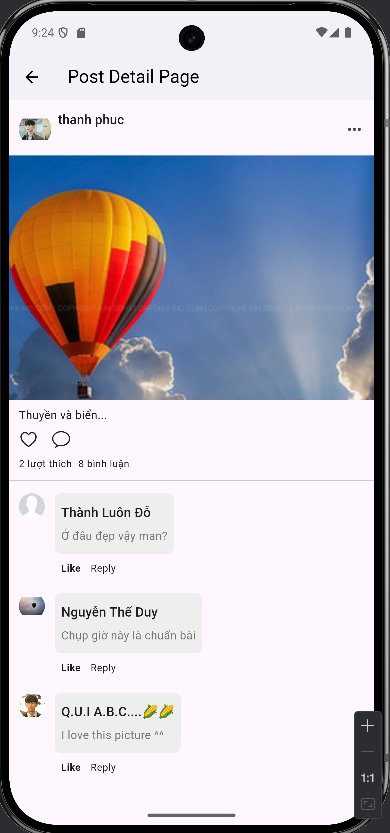 9:24
Post Detail Page
thanh phuc
Thuyền và biển...
2 lượt thích 8 bình luận
Thành Luôn Đỗ
Ở đâu đẹp vậy man?
Like Reply
Nguyễn Thế Duy
Chụp giờ này là chuẩn bài
Like Reply
Q.U.I A.B.C....🌽🌽
I love this picture ^^
Like Reply
1:1